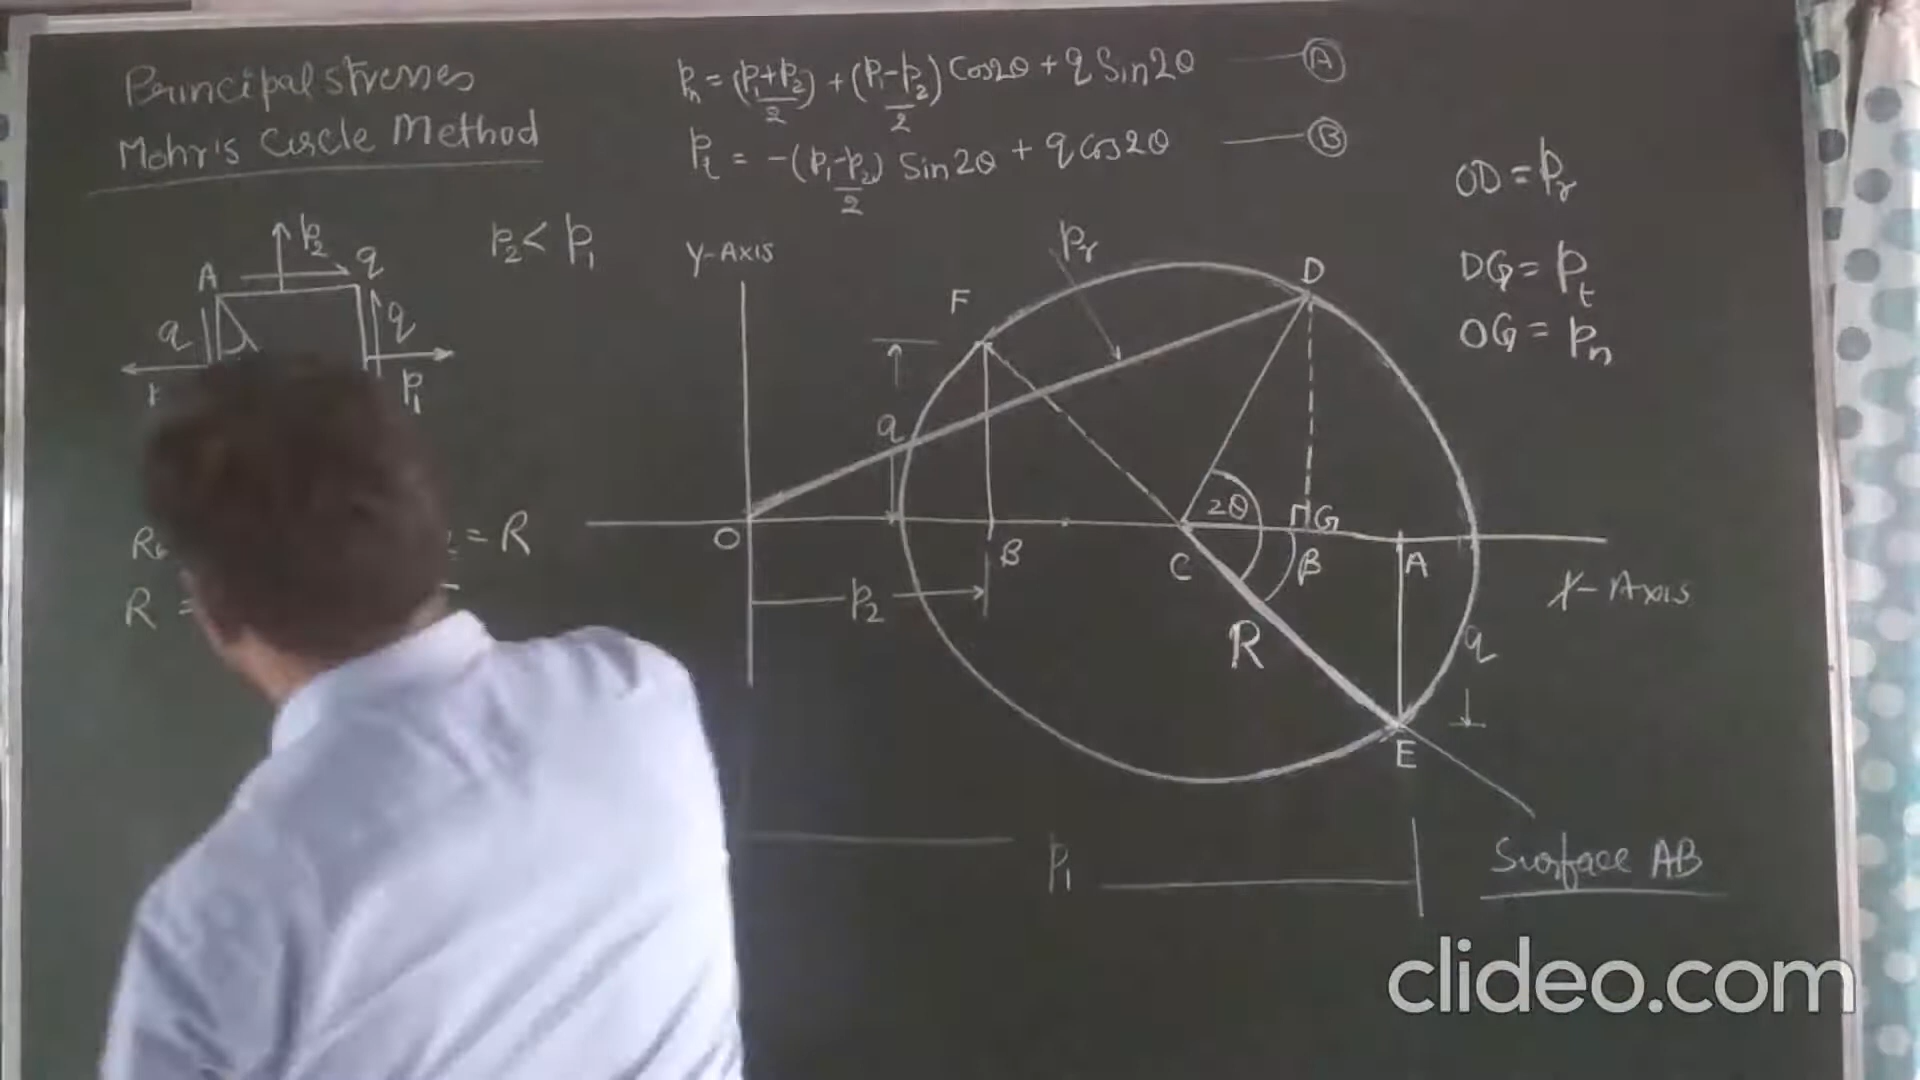 Principal stresses
Mohr's Circle Method
pₙ = (p₁+p₂)/2 + (p₁-p₂)/2 Cos2θ + q Sin2θ — Ⓐ
pₜ = -(p₁-p₂)/2 Sin2θ + q cos2θ — Ⓑ
OD = pᵣ
DG = pₜ
OG = pₙ
p₂ < p₁
p₂
A
q
q
q
p₁
= R
R =
Y-AXIS
pᵣ
F
D
q
2θ
G
O
B
C
β
A
X-AXIS
p₂
R
q
E
p₁
Surface AB
clideo.com